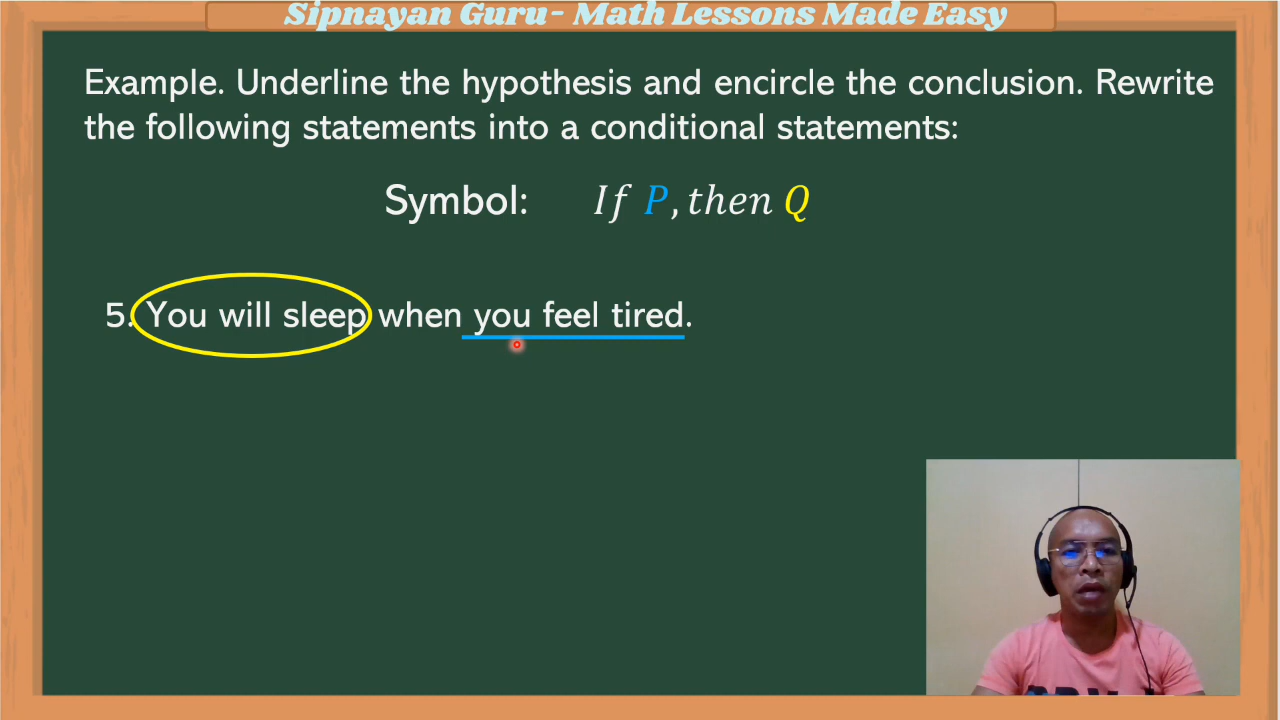 Sipnayan Guru- Math Lessons Made Easy
Example. Underline the hypothesis and encircle the conclusion. Rewrite
the following statements into a conditional statements:
Symbol: If P, then Q
5. You will sleep when you feel tired.